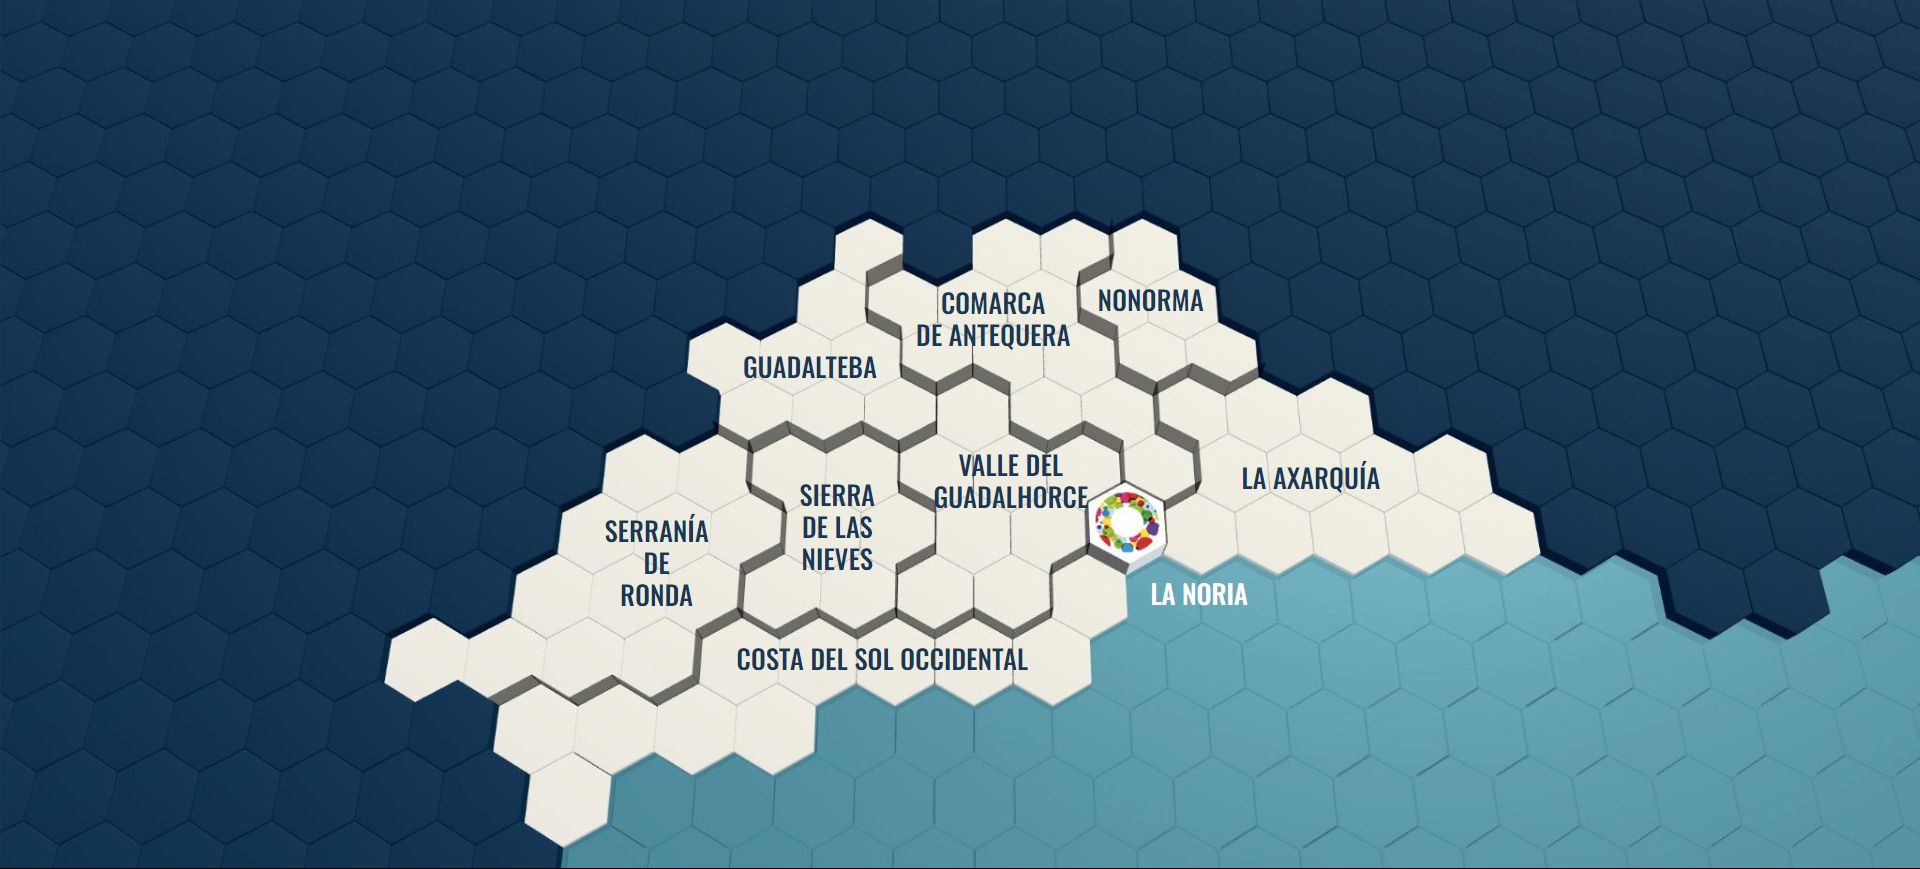 COMARCA
DE ANTEQUERA
NONORMA
GUADALTEBA
VALLE DEL
GUADALHORCE
LA AXARQUÍA
SIERRA
DE LAS
NIEVES
SERRANÍA
DE
RONDA
LA NORIA
COSTA DEL SOL OCCIDENTAL